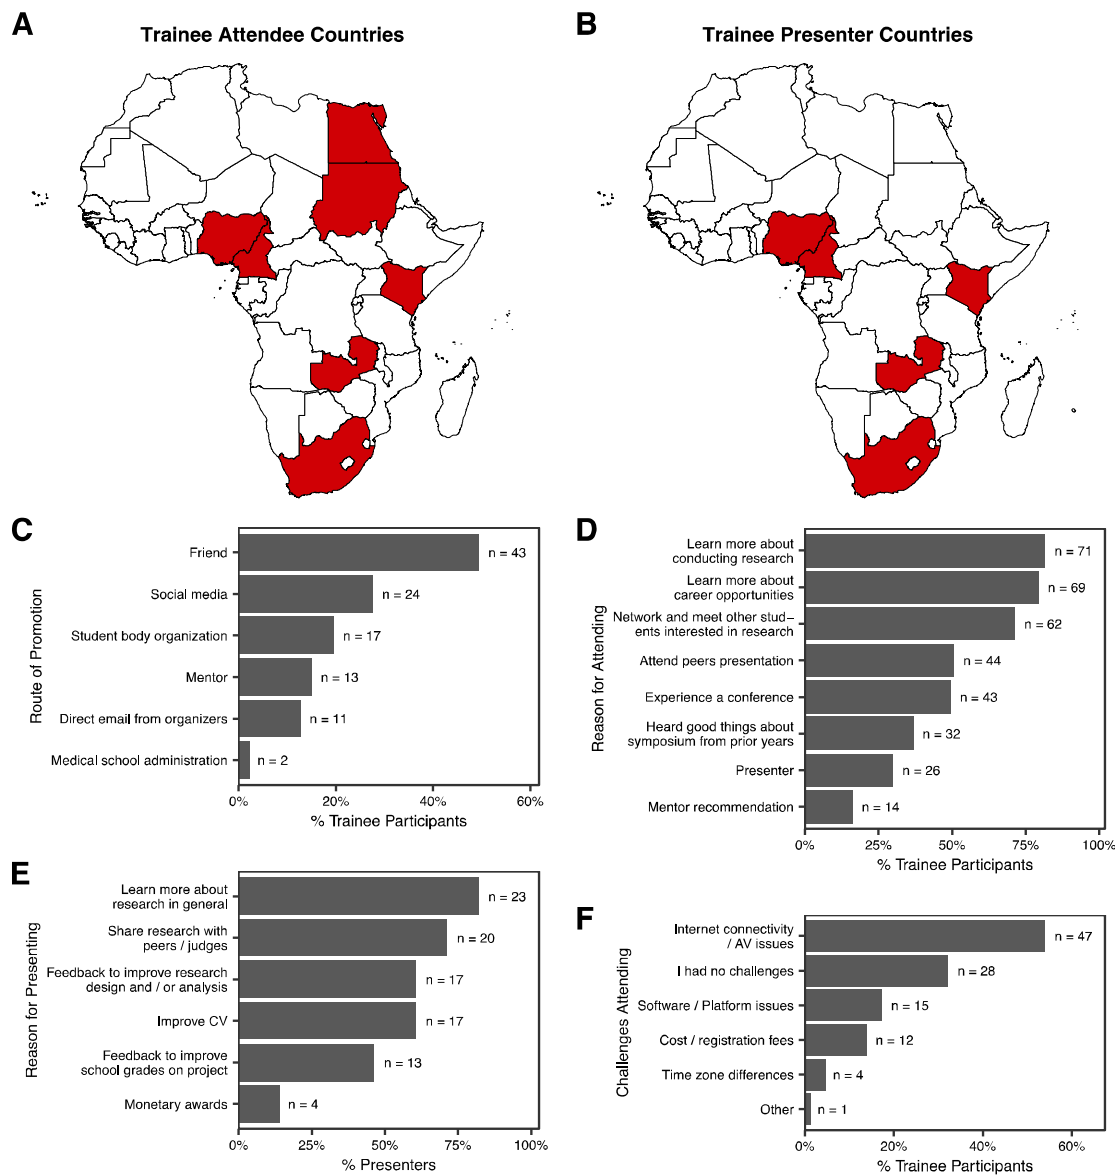 A
Trainee Attendee Countries
B
Trainee Presenter Countries
C
Route of Promotion
Friend
n = 43
Social media
n = 24
Student body organization
n = 17
Mentor
n = 13
Direct email from organizers
n = 11
Medical school administration
n = 2
0%
20%
40%
60%
% Trainee Participants
D
Reason for Attending
Learn more about
conducting research
n = 71
Learn more about
career opportunities
n = 69
Network and meet other stud–
ents interested in research
n = 62
Attend peers presentation
n = 44
Experience a conference
n = 43
Heard good things about
symposium from prior years
n = 32
Presenter
n = 26
Mentor recommendation
n = 14
0%
25%
50%
75%
100%
% Trainee Participants
E
Reason for Presenting
Learn more about
research in general
n = 23
Share research with
peers / judges
n = 20
Feedback to improve research
design and / or analysis
n = 17
Improve CV
n = 17
Feedback to improve
school grades on project
n = 13
Monetary awards
n = 4
0%
25%
50%
75%
100%
% Presenters
F
Challenges Attending
Internet connectivity
/ AV issues
n = 47
I had no challenges
n = 28
Software / Platform issues
n = 15
Cost / registration fees
n = 12
Time zone differences
n = 4
Other
n = 1
0%
20%
40%
60%
% Trainee Participants